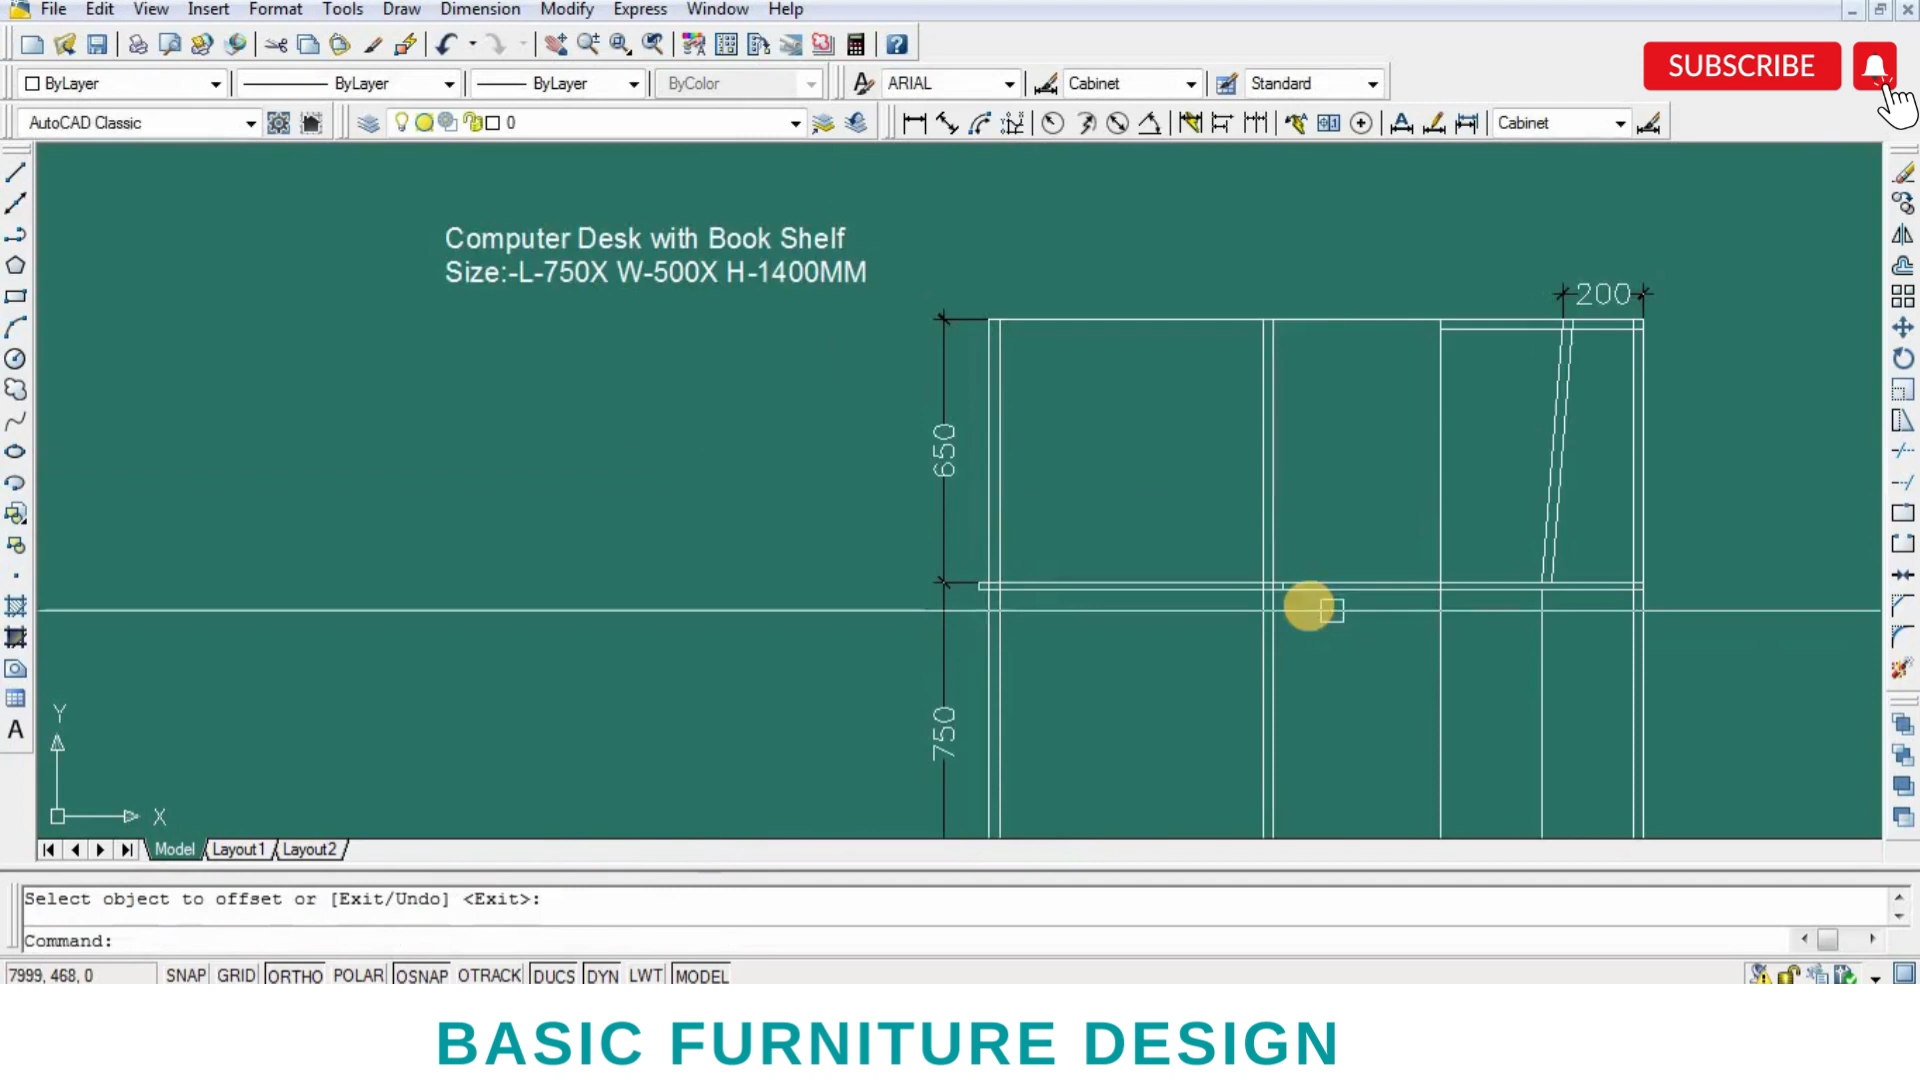 File Edit View Insert Format Tools Draw Dimension Modify Express Window Help
SUBSCRIBE
ByLayer ByLayer ByLayer ByColor ARIAL Cabinet Standard
AutoCAD Classic 0 Cabinet
Computer Desk with Book Shelf
Size:-L-750X W-500X H-1400MM
200
650
750
Y
X
A
Model Layout1 Layout2
Select object to offset or [Exit/Undo] <Exit>:
Command:
7999, 468, 0 SNAP GRID ORTHO POLAR OSNAP OTRACK DUCS DYN LWT MODEL
BASIC FURNITURE DESIGN